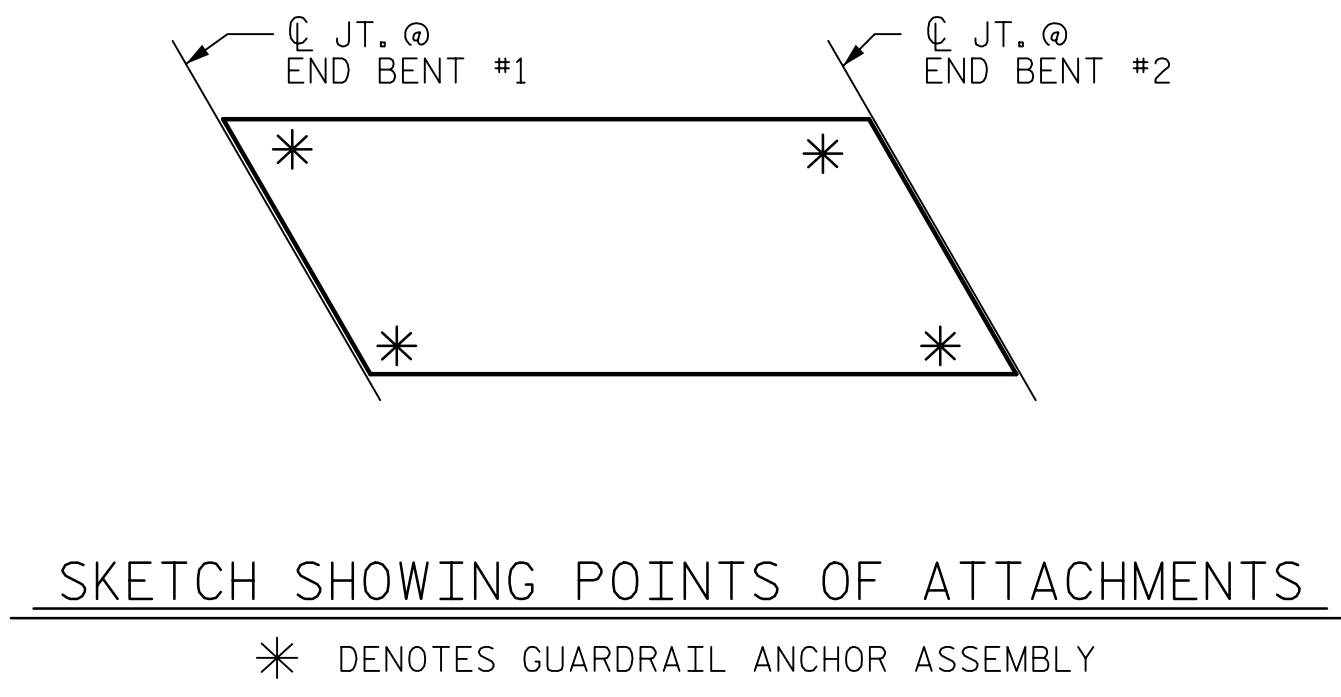 ℄ JT. @
END BENT #1
℄ JT. @
END BENT #2
SKETCH SHOWING POINTS OF ATTACHMENTS
✳ DENOTES GUARDRAIL ANCHOR ASSEMBLY